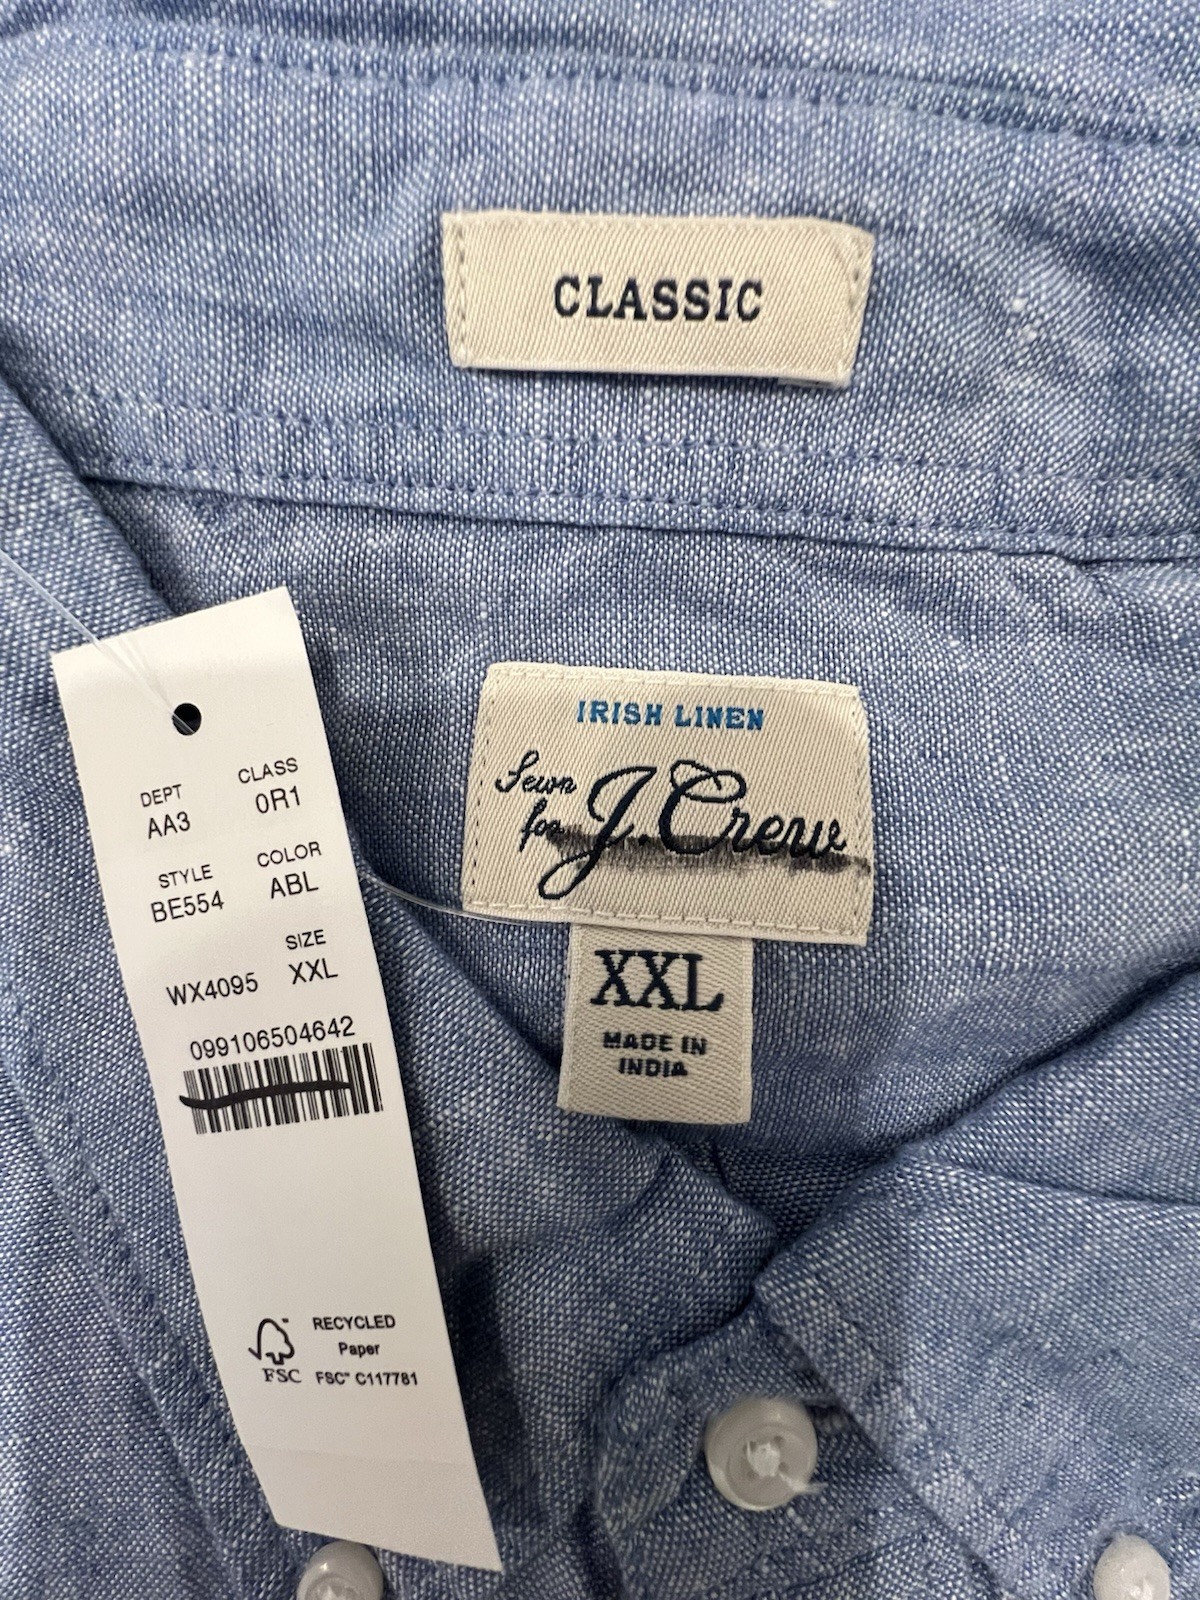 CLASSIC
IRISH LINEN
Sewn
for J.Crew
XXL
MADE IN
INDIA
DEPT CLASS
AA3 0R1
STYLE COLOR
BE554 ABL
SIZE
WX4095 XXL
099106504642
RECYCLED
Paper
FSC FSC™ C117781